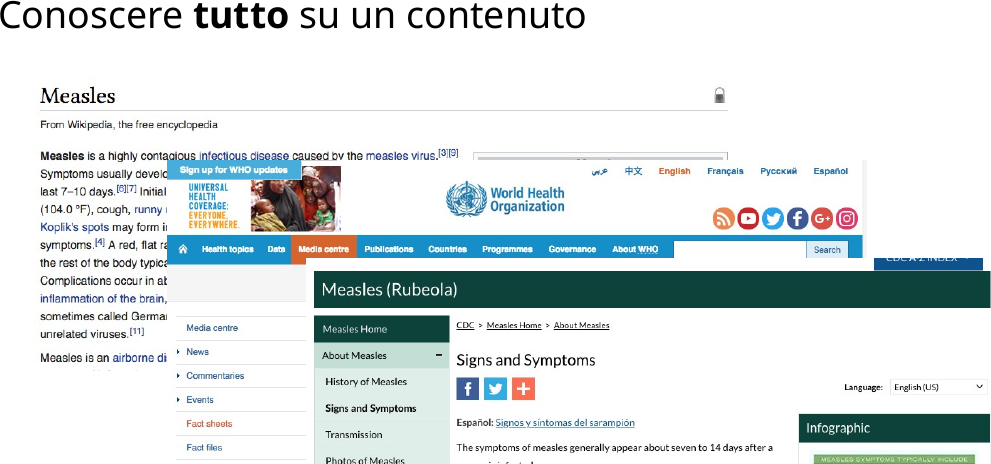 Conoscere tutto su un contenuto
Measles
From Wikipedia, the free encyclopedia
Measles is a highly contagious infectious disease caused by the measles virus.[3][9]
Symptoms usually develo
last 7–10 days.[6][7] Initial
(104.0 °F), cough, runny
Koplik's spots may form i
symptoms.[4] A red, flat ra
the rest of the body typica
Complications occur in ab
inflammation of the brain,
sometimes called German
unrelated viruses.[11]
Measles is an airborne di
Sign up for WHO updates
UNIVERSAL
HEALTH
COVERAGE:
EVERYONE,
EVERYWHERE.
World Health
Organization
عربي 中文 English Français Русский Español
Health topics Data Media centre Publications Countries Programmes Governance About WHO Search
Media centre
News
Commentaries
Events
Fact sheets
Fact files
CDC A-Z INDEX
Measles (Rubeola)
Measles Home
About Measles
History of Measles
Signs and Symptoms
Transmission
Photos of Measles
CDC > Measles Home > About Measles
Signs and Symptoms
Language: English (US)
Español: Signos y síntomas del sarampión
The symptoms of measles generally appear about seven to 14 days after a
Infographic
MEASLES SYMPTOMS TYPICALLY INCLUDE